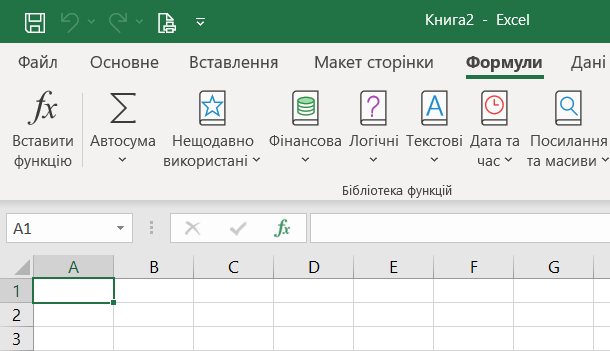 Книга2 - Excel
Файл Основне Вставлення Макет сторінки Формули Дані
fx Σ ? A
Вставити функцію
Автосума
Нещодавно використані
Фінансова
Логічні
Текстові
Дата та час
Посилання та масиви
Бібліотека функцій
A1 fx
A B C D E F G
1
2
3